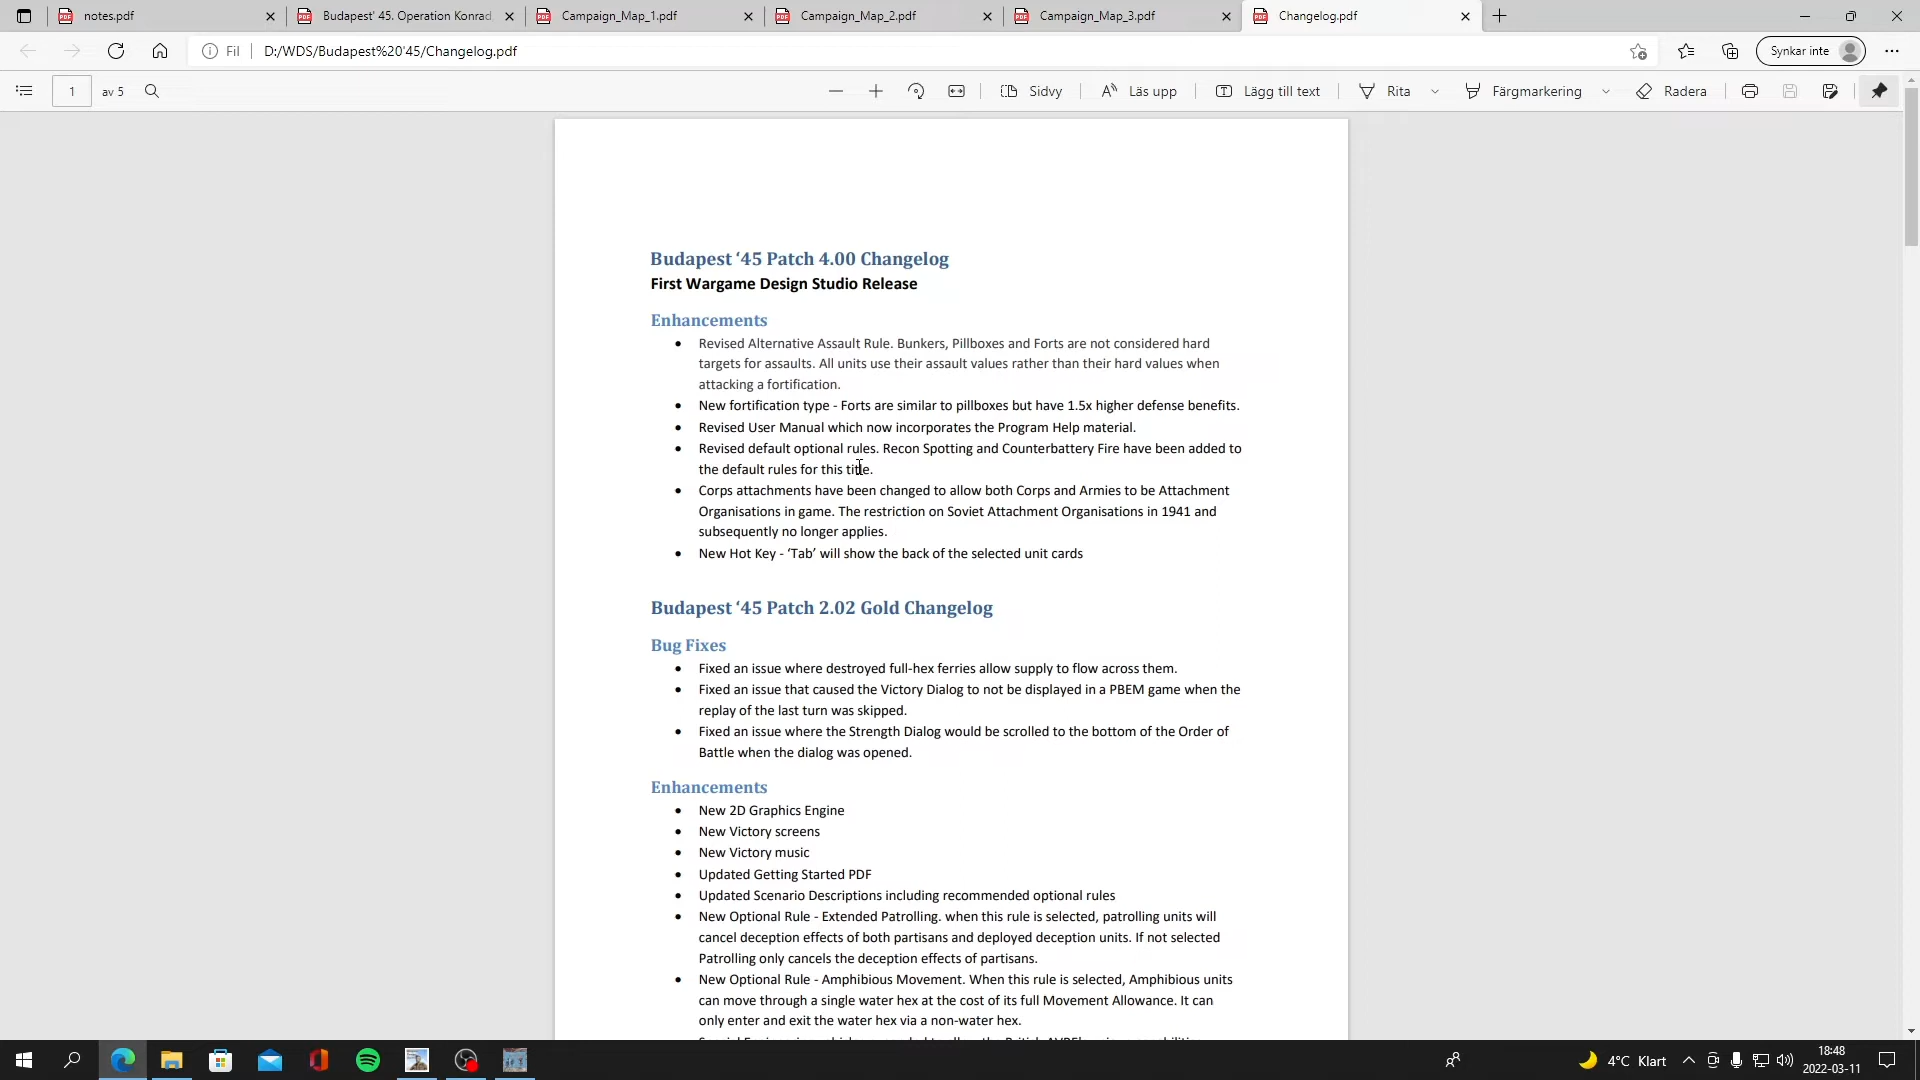 notes.pdf
Budapest' 45. Operation Konrad
Campaign_Map_1.pdf
Campaign_Map_2.pdf
Campaign_Map_3.pdf
Changelog.pdf
Fil
D:/WDS/Budapest%20'45/Changelog.pdf
Synkar inte
1 av 5
Sidvy
Läs upp
Lägg till text
Rita
Färgmarkering
Radera
Budapest ‘45 Patch 4.00 Changelog
First Wargame Design Studio Release
Enhancements
• Revised Alternative Assault Rule. Bunkers, Pillboxes and Forts are not considered hard
targets for assaults. All units use their assault values rather than their hard values when
attacking a fortification.
• New fortification type - Forts are similar to pillboxes but have 1.5x higher defense benefits.
• Revised User Manual which now incorporates the Program Help material.
• Revised default optional rules. Recon Spotting and Counterbattery Fire have been added to
the default rules for this title.
• Corps attachments have been changed to allow both Corps and Armies to be Attachment
Organisations in game. The restriction on Soviet Attachment Organisations in 1941 and
subsequently no longer applies.
• New Hot Key - ‘Tab’ will show the back of the selected unit cards
Budapest ‘45 Patch 2.02 Gold Changelog
Bug Fixes
• Fixed an issue where destroyed full-hex ferries allow supply to flow across them.
• Fixed an issue that caused the Victory Dialog to not be displayed in a PBEM game when the
replay of the last turn was skipped.
• Fixed an issue where the Strength Dialog would be scrolled to the bottom of the Order of
Battle when the dialog was opened.
Enhancements
• New 2D Graphics Engine
• New Victory screens
• New Victory music
• Updated Getting Started PDF
• Updated Scenario Descriptions including recommended optional rules
• New Optional Rule - Extended Patrolling. when this rule is selected, patrolling units will
cancel deception effects of both partisans and deployed deception units. If not selected
Patrolling only cancels the deception effects of partisans.
• New Optional Rule - Amphibious Movement. When this rule is selected, Amphibious units
can move through a single water hex at the cost of its full Movement Allowance. It can
only enter and exit the water hex via a non-water hex.
4°C Klart
18:48
2022-03-11